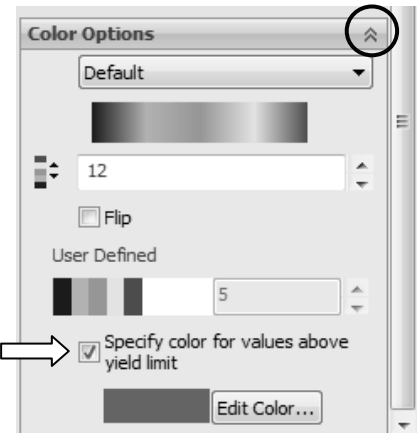 Color Options
Default
12
Flip
User Defined
5
Specify color for values above
yield limit
Edit Color...